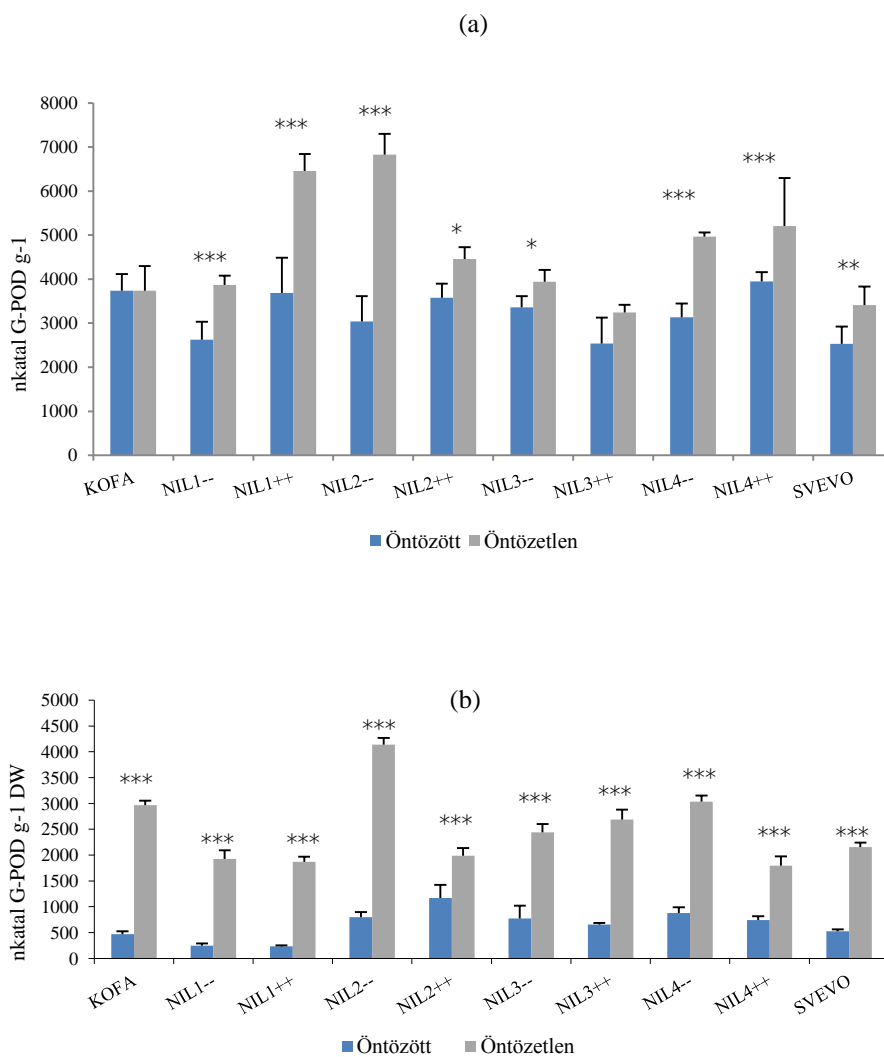 (a)
8000
7000
6000
5000
4000
3000
2000
1000
0
nkatal G-POD g-1
***
***
***
*
*
***
***
**
KOFA
NIL1--
NIL1++
NIL2--
NIL2++
NIL3--
NIL3++
NIL4--
NIL4++
SVEVO
Öntözött
Öntözetlen
(b)
5000
4500
4000
3500
3000
2500
2000
1500
1000
500
0
nkatal G-POD g-1 DW
***
***
***
***
***
***
***
***
***
***
KOFA
NIL1--
NIL1++
NIL2--
NIL2++
NIL3--
NIL3++
NIL4--
NIL4++
SVEVO
Öntözött
Öntözetlen